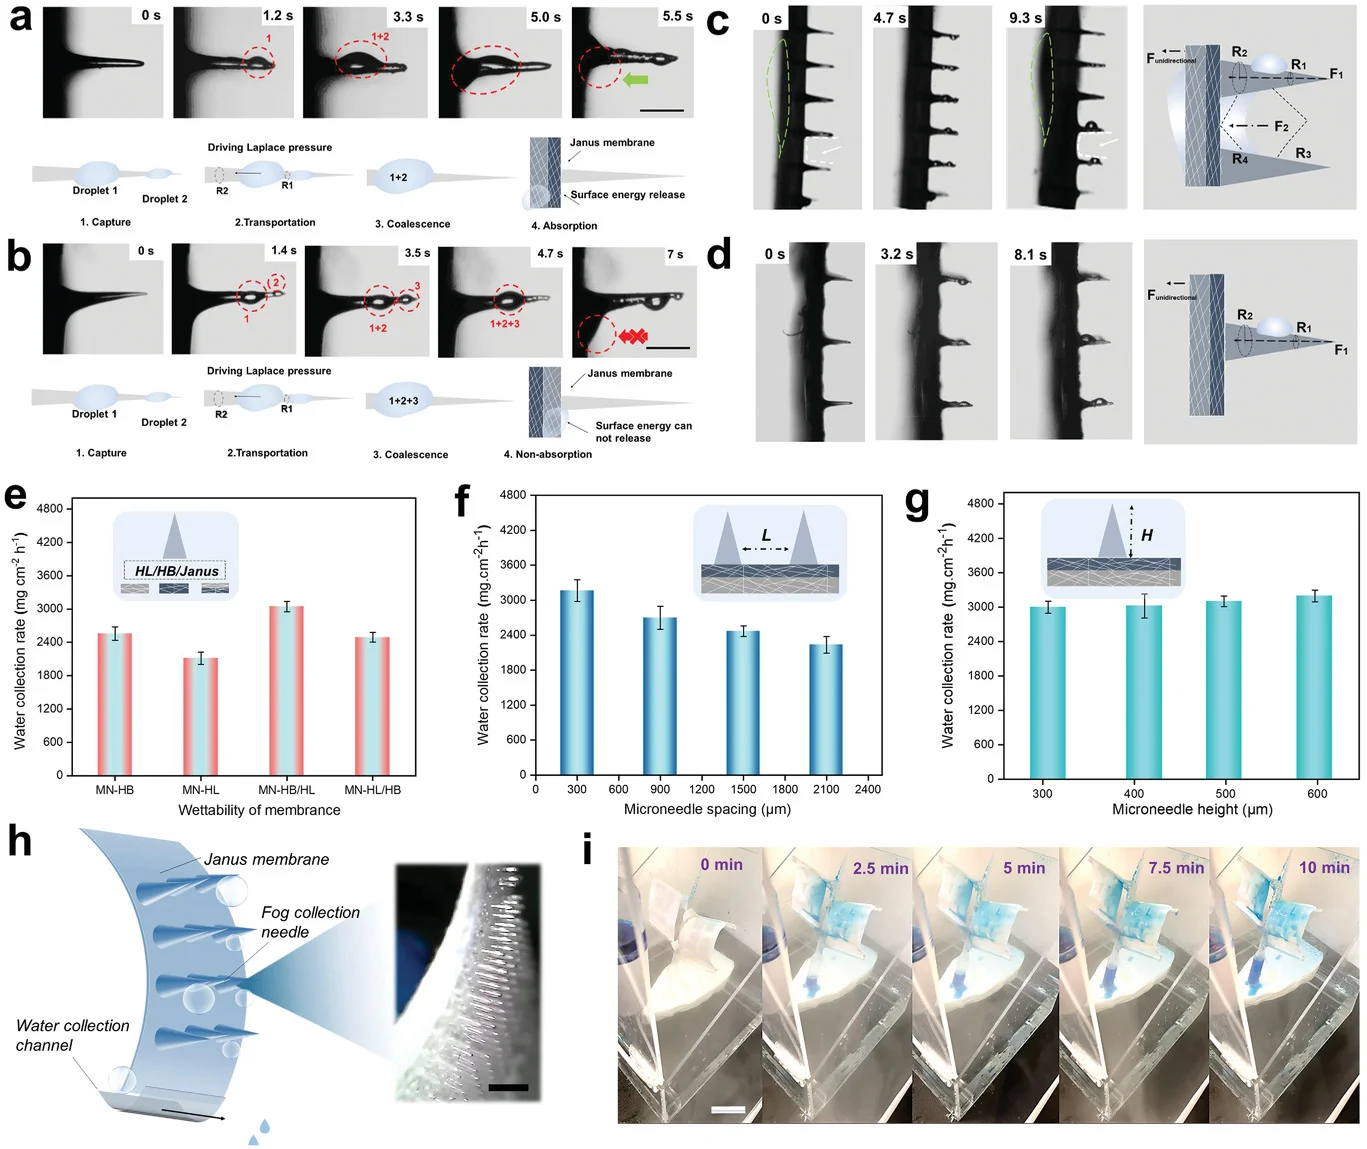 a
0 s
1.2 s
3.3 s
5.0 s
5.5 s
1
1+2
Driving Laplace pressure
Janus membrane
R2
R1
1+2
Droplet 1
Droplet 2
Surface energy release
1. Capture
2.Transportation
3. Coalescence
4. Absorption
b
0 s
1.4 s
3.5 s
4.7 s
7 s
2
1
3
1+2
1+2+3
Driving Laplace pressure
Janus membrane
R2
R1
1+2+3
Droplet 1
Droplet 2
Surface energy can
not release
1. Capture
2.Transportation
3. Coalescence
4. Non-absorption
c
0 s
4.7 s
9.3 s
Funidirectional
R2
R1
F1
F2
R4
R3
d
0 s
3.2 s
8.1 s
Funidirectional
R2
R1
F1
e
Water collection rate (mg cm-2 h-1)
4800
4200
3600
3000
2400
1800
1200
600
0
HL/HB/Janus
MN-HB
MN-HL
MN-HB/HL
MN-HL/HB
Wettability of membrance
f
Water collection rate (mg.cm-2h-1)
4800
4200
3600
3000
2400
1800
1200
600
0
L
0
300
600
900
1200
1500
1800
2100
2400
Microneedle spacing (μm)
g
Water collection rate (mg.cm-2h-1)
4800
4200
3600
3000
2400
1800
1200
600
0
H
300
400
500
600
Microneedle height (μm)
h
Janus membrane
Fog collection
needle
Water collection
channel
i
0 min
2.5 min
5 min
7.5 min
10 min